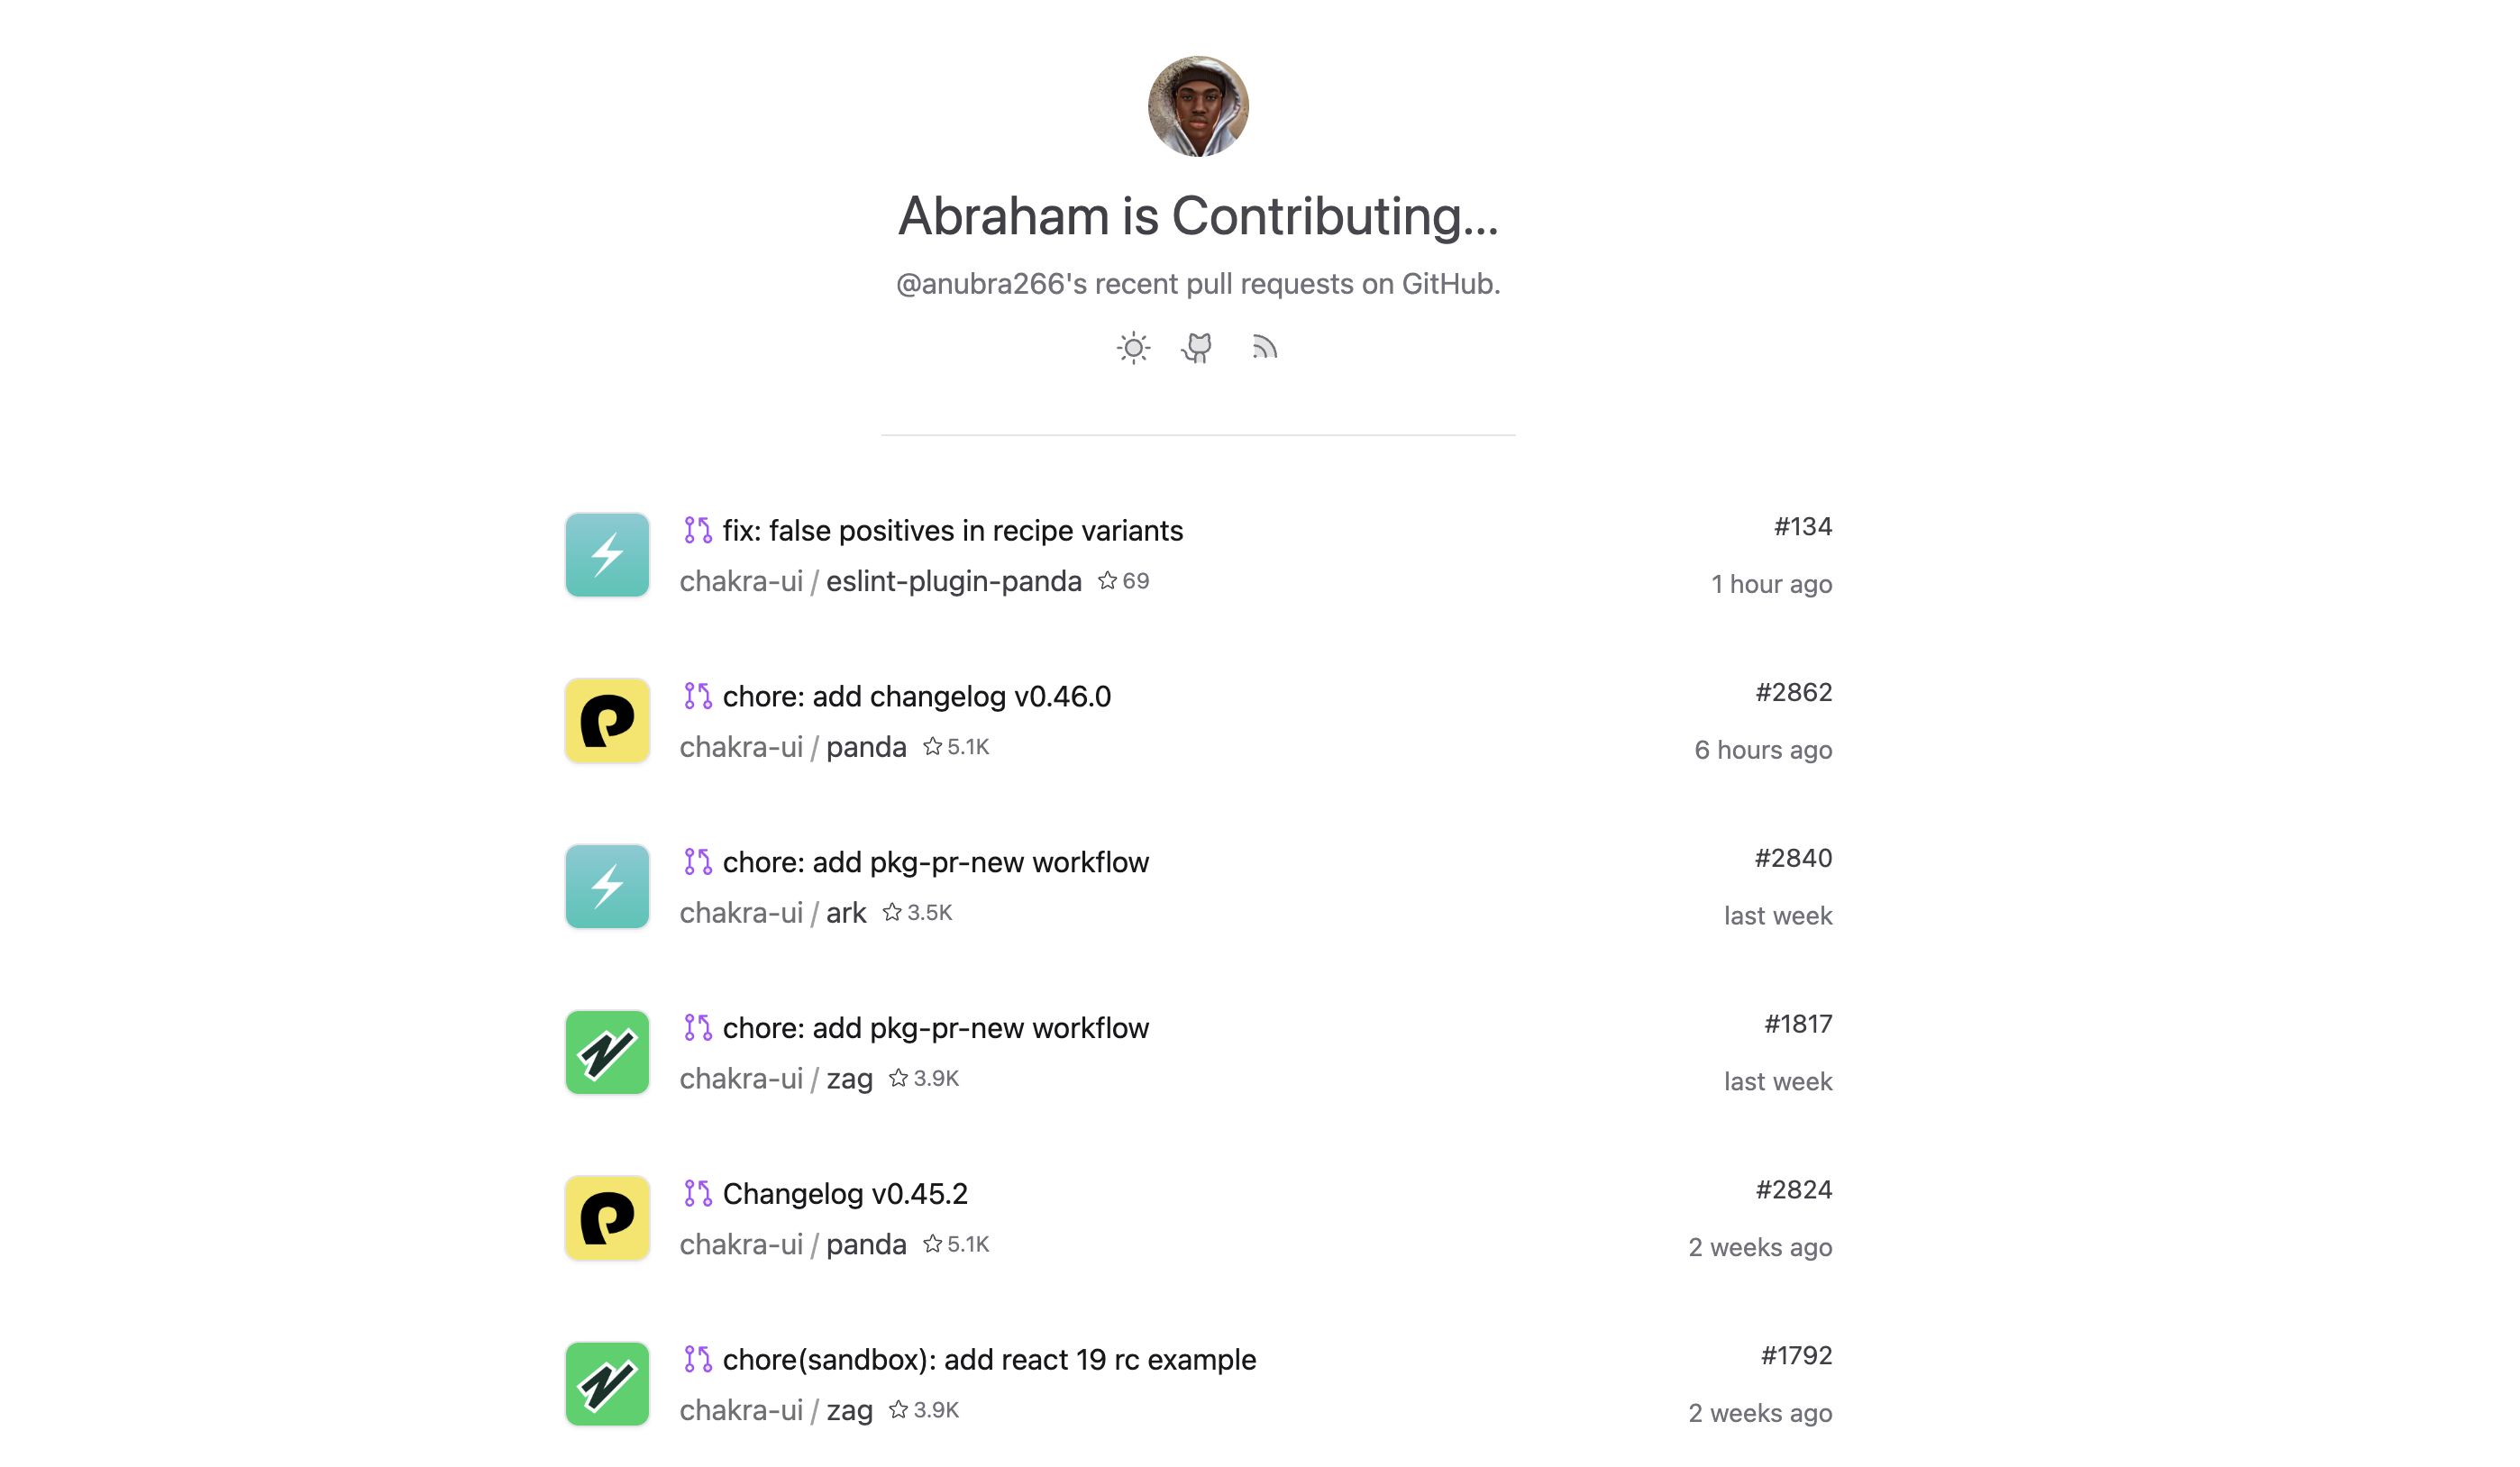 Abraham is Contributing...
@anubra266's recent pull requests on GitHub.
fix: false positives in recipe variants
#134
chakra-ui / eslint-plugin-panda 69
1 hour ago
chore: add changelog v0.46.0
#2862
chakra-ui / panda 5.1K
6 hours ago
chore: add pkg-pr-new workflow
#2840
chakra-ui / ark 3.5K
last week
chore: add pkg-pr-new workflow
#1817
chakra-ui / zag 3.9K
last week
Changelog v0.45.2
#2824
chakra-ui / panda 5.1K
2 weeks ago
chore(sandbox): add react 19 rc example
#1792
chakra-ui / zag 3.9K
2 weeks ago